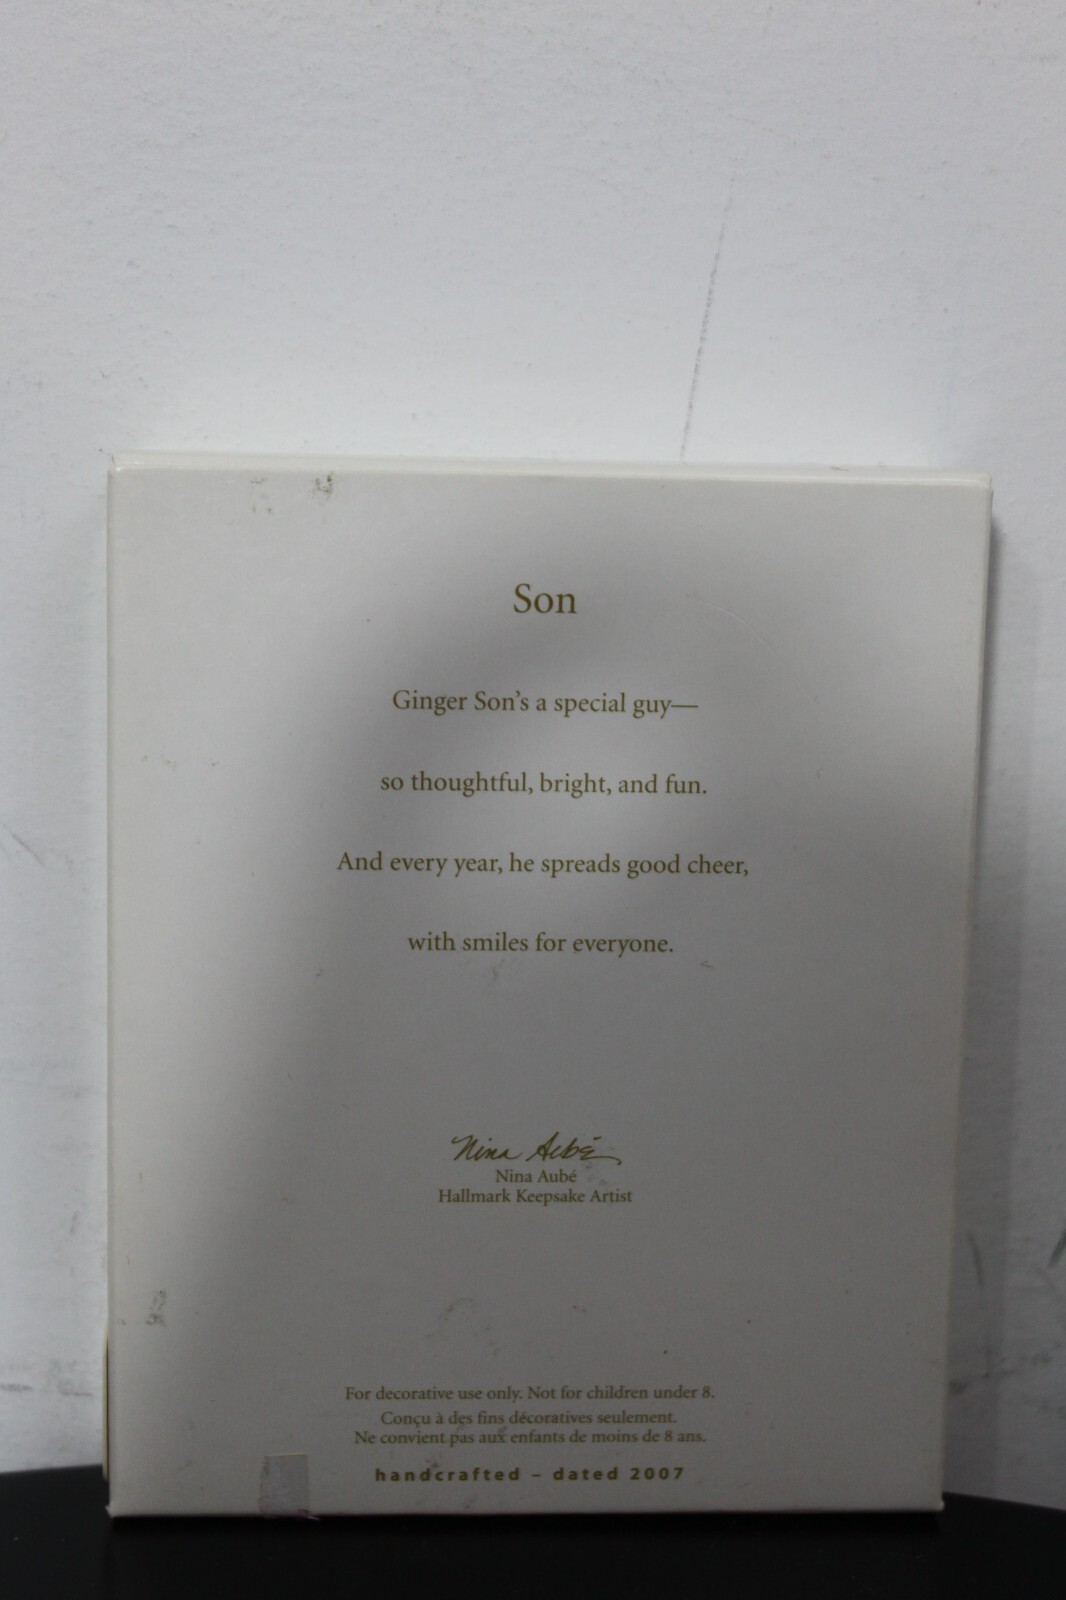 Son
Ginger Son's a special guy—
so thoughtful, bright, and fun.
And every year, he spreads good cheer,
with smiles for everyone.
Nina Aubé
Nina Aubé
Hallmark Keepsake Artist
For decorative use only. Not for children under 8.
Conçu à des fins décoratives seulement.
Ne convient pas aux enfants de moins de 8 ans.
handcrafted – dated 2007